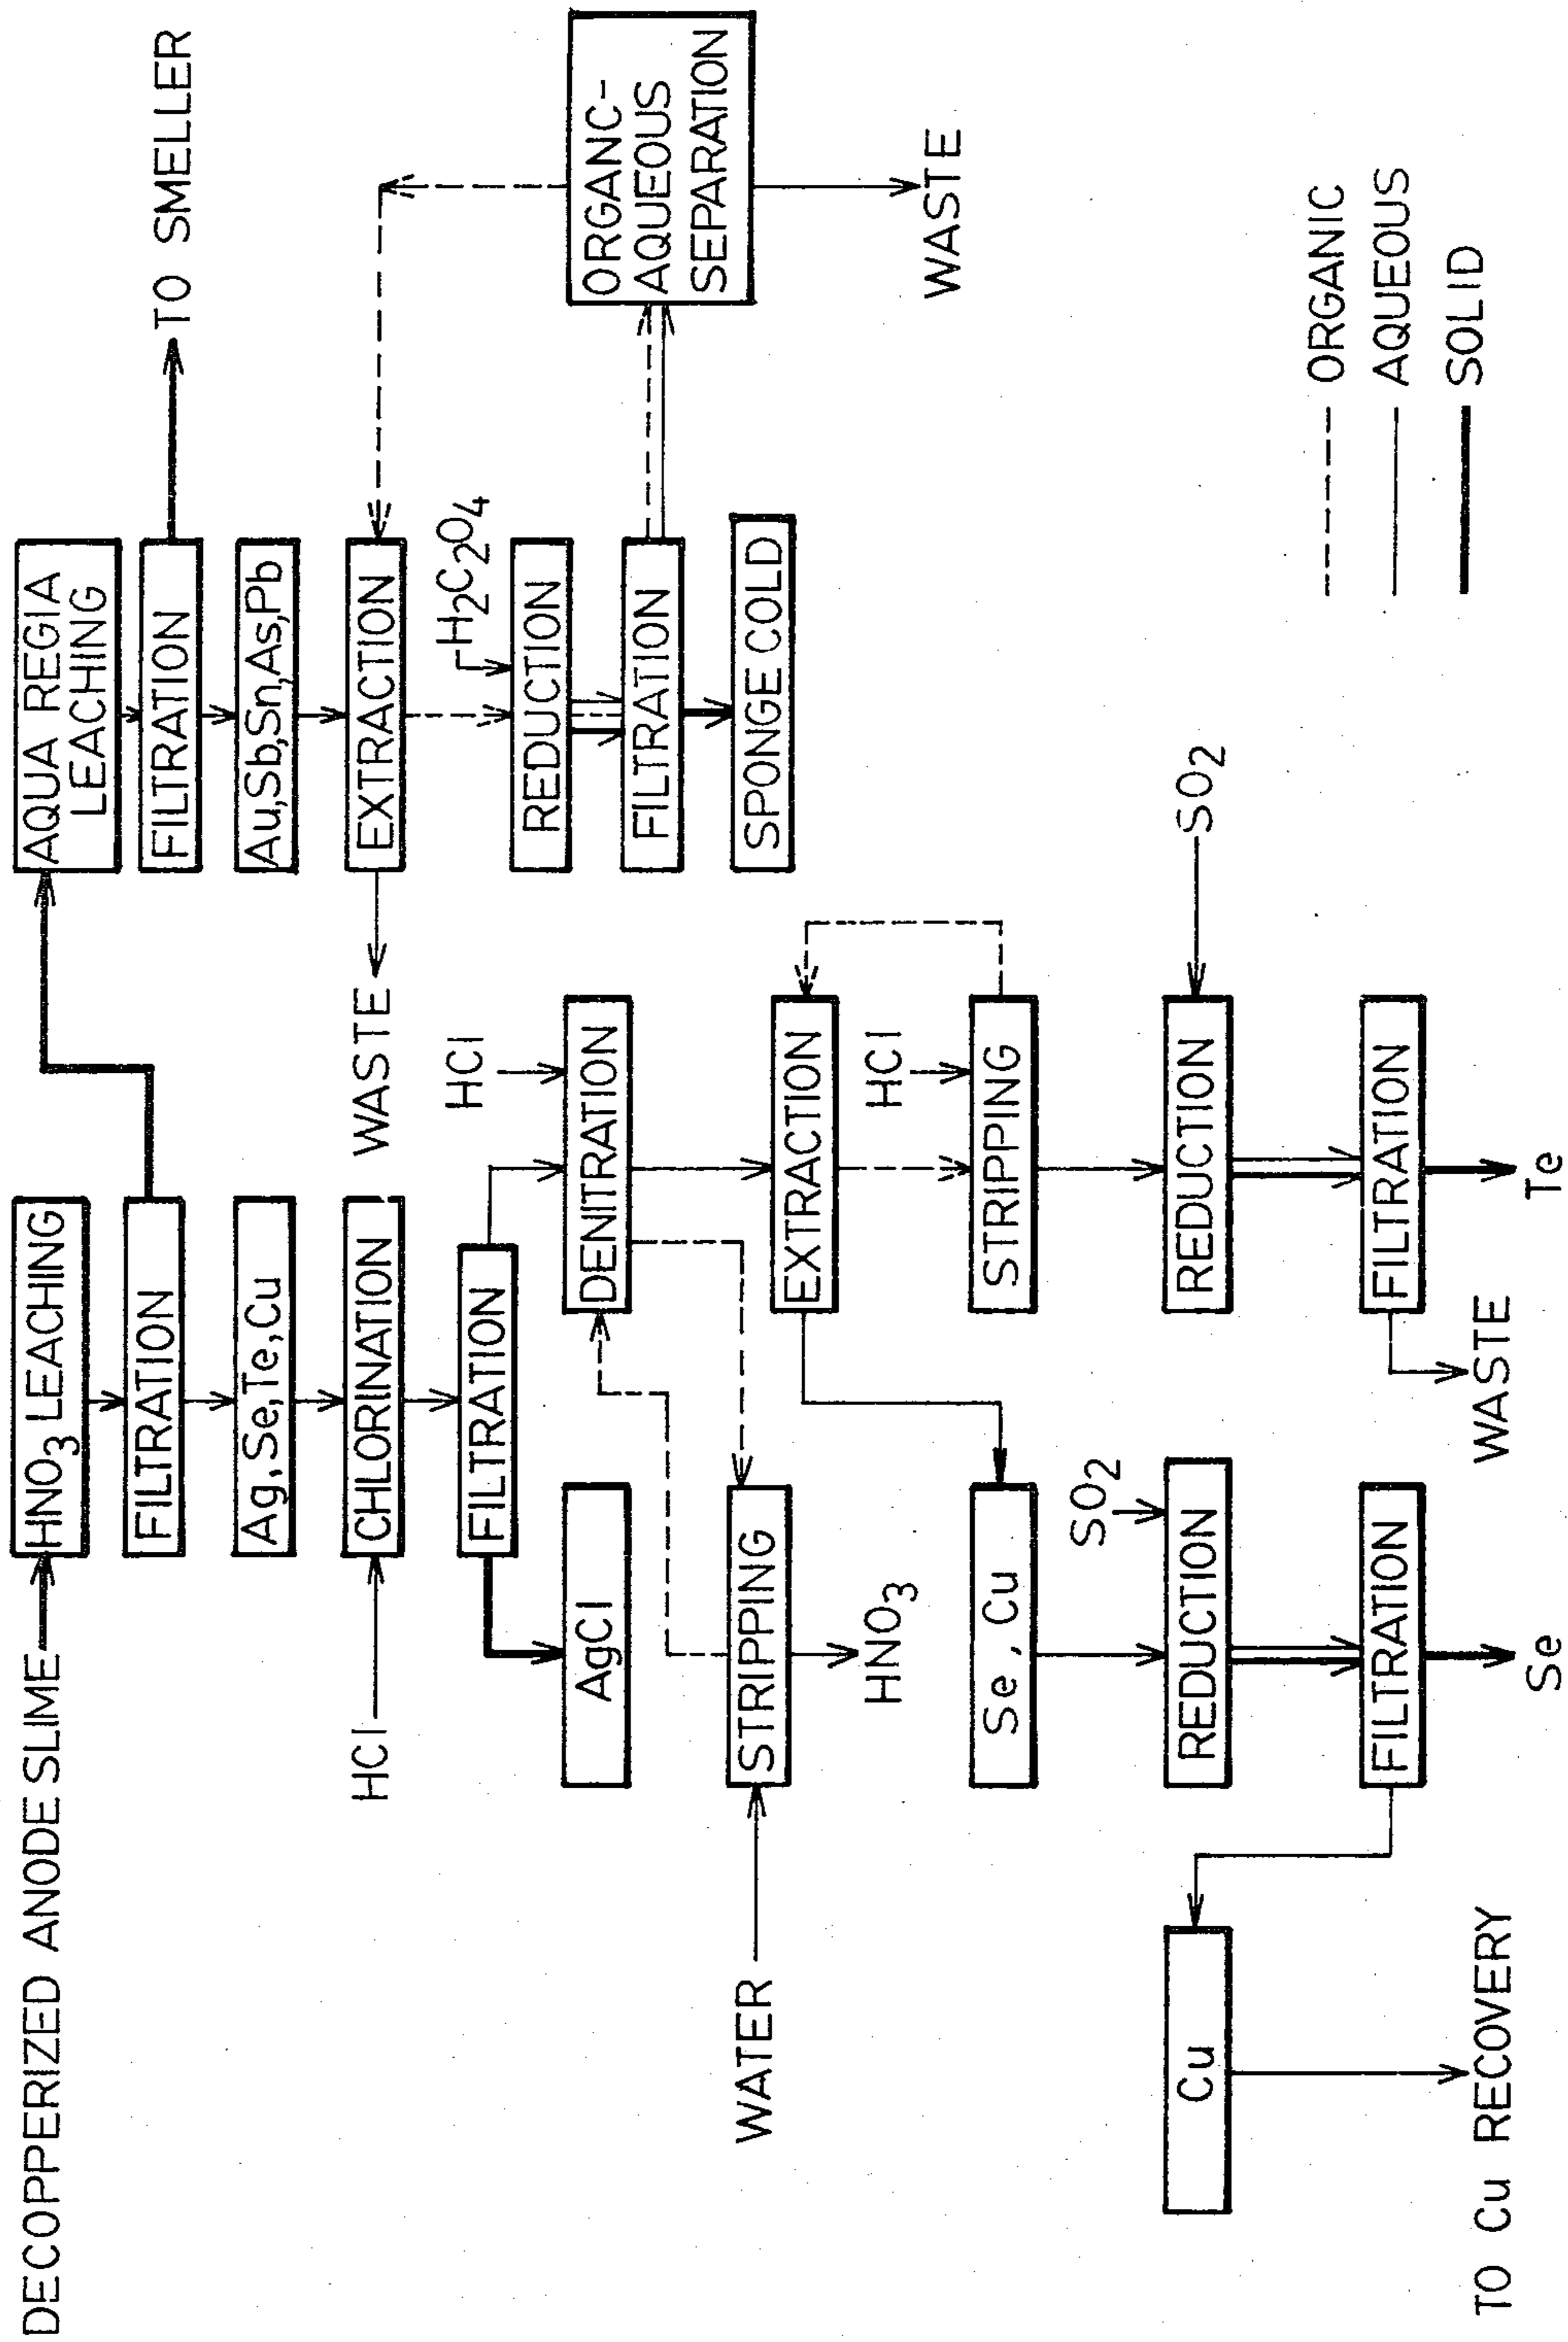 DECOPPERIZED ANODE SLIME
HNO3 LEACHING
FILTRATION
Ag,Se,Te,Cu
HCl
CHLORINATION
FILTRATION
AgCl
HCl
DENITRATION
WATER
STRIPPING
HNO3
EXTRACTION
HCl
STRIPPING
Se, Cu
SO2
REDUCTION
FILTRATION
Se
Cu
TO Cu RECOVERY
SO2
REDUCTION
FILTRATION
WASTE
Te
AQUA REGIA
LEACHING
FILTRATION
TO SMELLER
Au,Sb,Sn,As,Pb
EXTRACTION
WASTE
H2C2O4
REDUCTION
FILTRATION
SPONGE COLD
ORGANC-
AQUEOUS
SEPARATION
WASTE
ORGANIC
AQUEOUS
SOLID